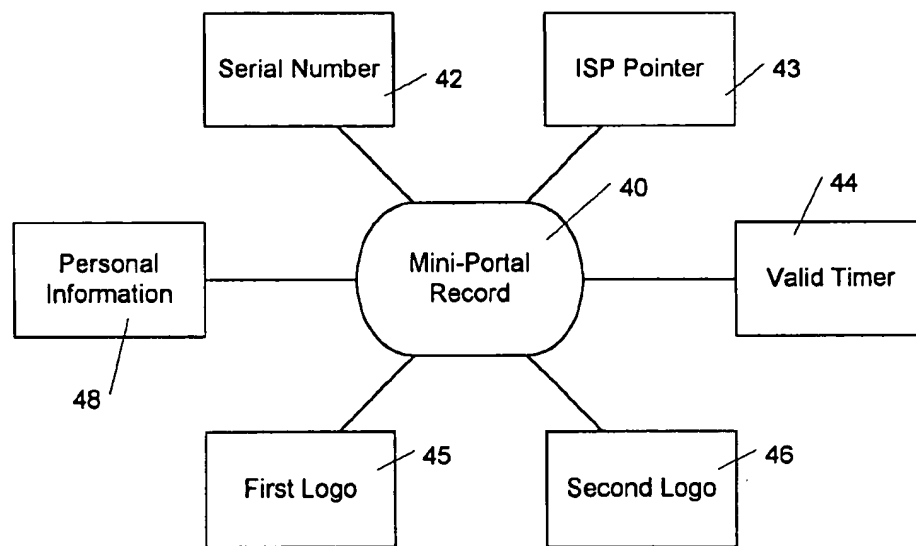 Serial Number
42
ISP Pointer
43
40
44
Personal
Information
48
Mini-Portal
Record
Valid Timer
First Logo
45
Second Logo
46